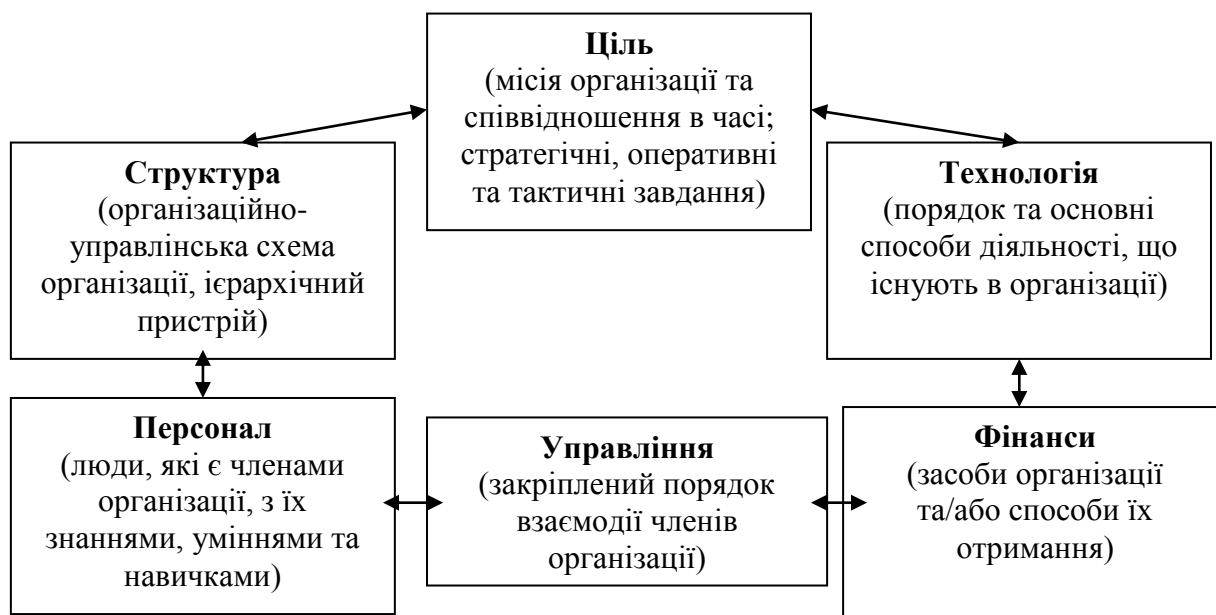 Ціль
(місія організації та
співвідношення в часі;
стратегічні, оперативні
та тактичні завдання)
Структура
(організаційно-
управлінська схема
організації, ієрархічний
пристрій)
Технологія
(порядок та основні
способи діяльності, що
існують в організації)
Персонал
(люди, які є членами
організації, з їх
знаннями, умінями та
навичками)
Управління
(закріплений порядок
взаємодії членів
організації)
Фінанси
(засоби організації
та/або способи їх
отримання)